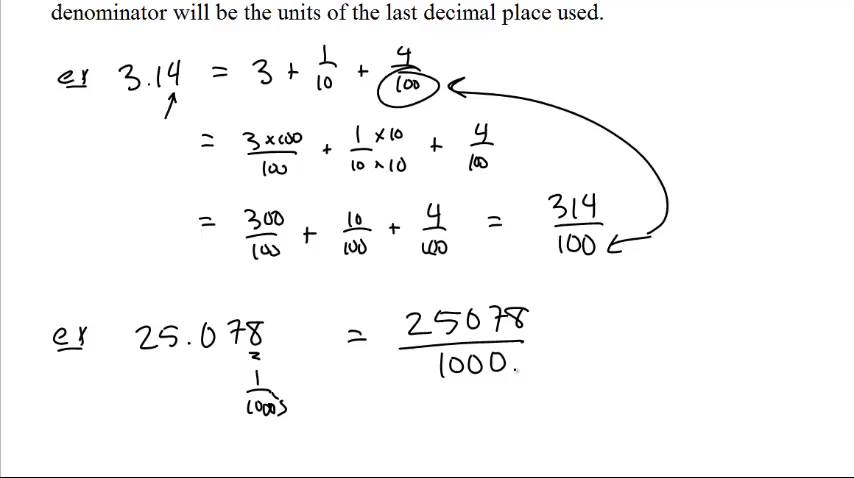 denominator will be the units of the last decimal place used.
ex 3.14 = 3 + 1/10 + 4/100
= 3 × 100/100 + 1 × 10/10 × 10 + 4/100
= 300/100 + 10/100 + 4/100 = 314/100
ex 25.078 = 25078/1000.
1/1000's